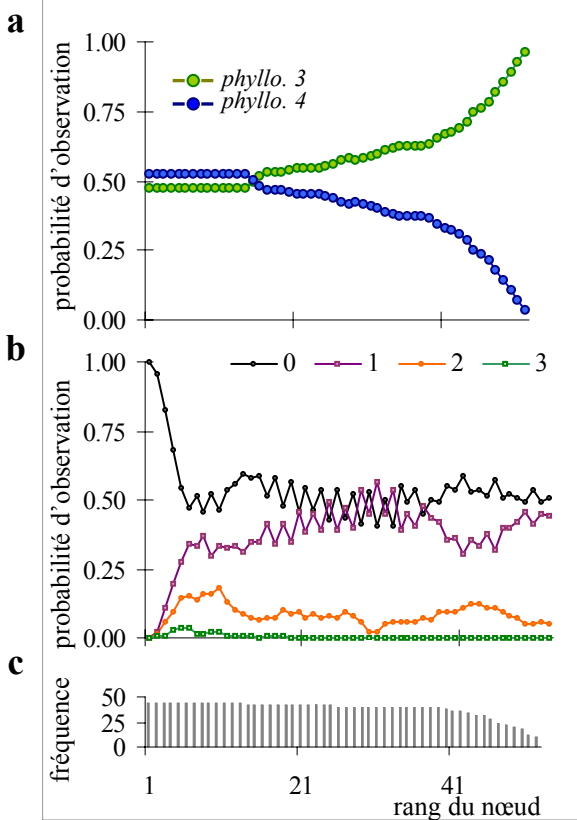 a
probabilité d'observation
1.00
0.75
0.50
0.25
0.00
phyllo. 3
phyllo. 4
b
probabilité d'observation
1.00
0.75
0.50
0.25
0.00
0 1 2 3
c
fréquence
50
25
0
1 21 41
rang du nœud